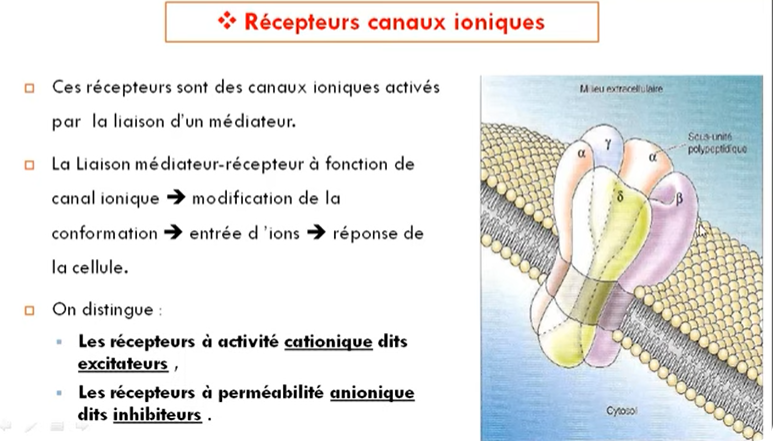 ❖ Récepteurs canaux ioniques
Ces récepteurs sont des canaux ioniques activés
par la liaison d'un médiateur.
La Liaison médiateur-récepteur à fonction de
canal ionique ➔ modification de la
conformation ➔ entrée d 'ions ➔ réponse de
la cellule.
On distingue :
Les récepteurs à activité cationique dits
excitateurs ,
Les récepteurs à perméabilité anionique
dits inhibiteurs .
Milieu extracellulaire
Sous-unité
polypeptidique
α
γ
α
δ
β
Cytosol